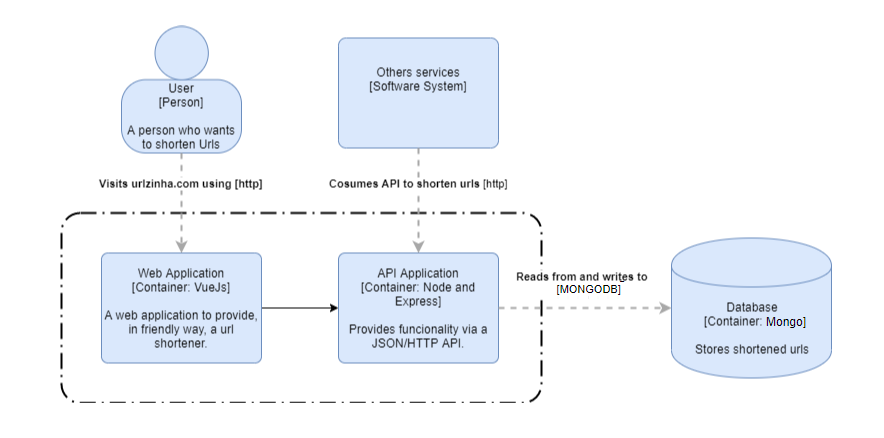 User
[Person]
A person who wants
to shorten Urls
Others services
[Software System]
Visits urlzinha.com using [http]
Cosumes API to shorten urls [http]
Web Application
[Container: VueJs]
A web application to provide,
in friendly way, a url
shortener.
API Application
[Container: Node and
Express]
Provides funcionality via a
JSON/HTTP API.
Reads from and writes to
[MONGODB]
Database
[Container: Mongo]
Stores shortened urls